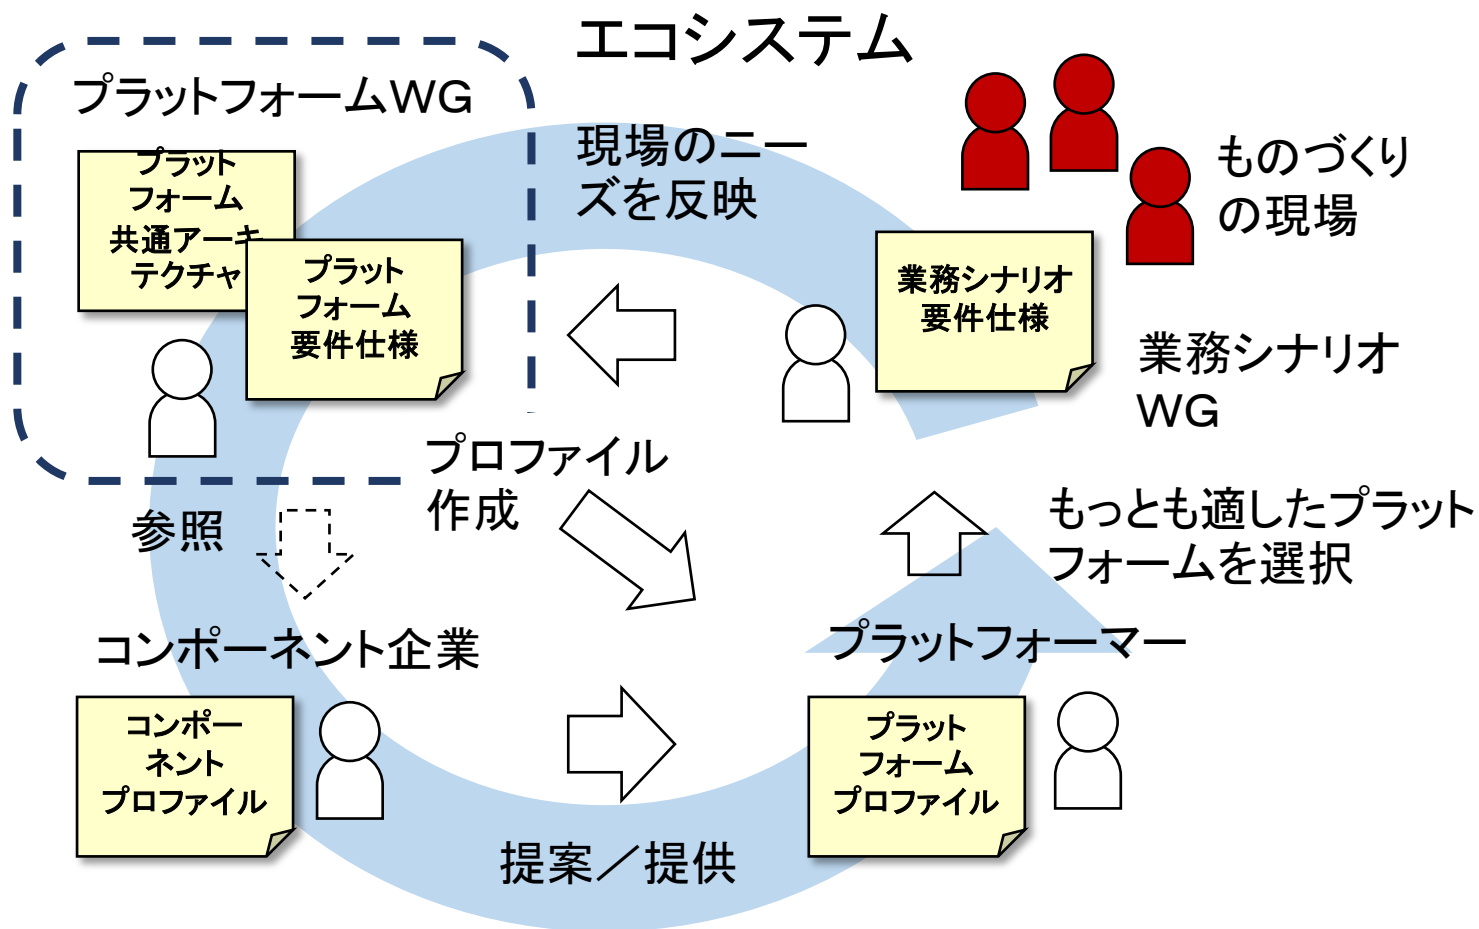 エコシステム
プラットフォームWG
プラット
フォーム
共通アーキ
テクチャ
プラット
フォーム
要件仕様
現場のニー
ズを反映
ものづくり
の現場
業務シナリオ
要件仕様
業務シナリオ
WG
プロファイル
作成
参照
もっとも適したプラット
フォームを選択
コンポーネント企業
コンポー
ネント
プロファイル
プラットフォーマー
プラット
フォーム
プロファイル
提案／提供